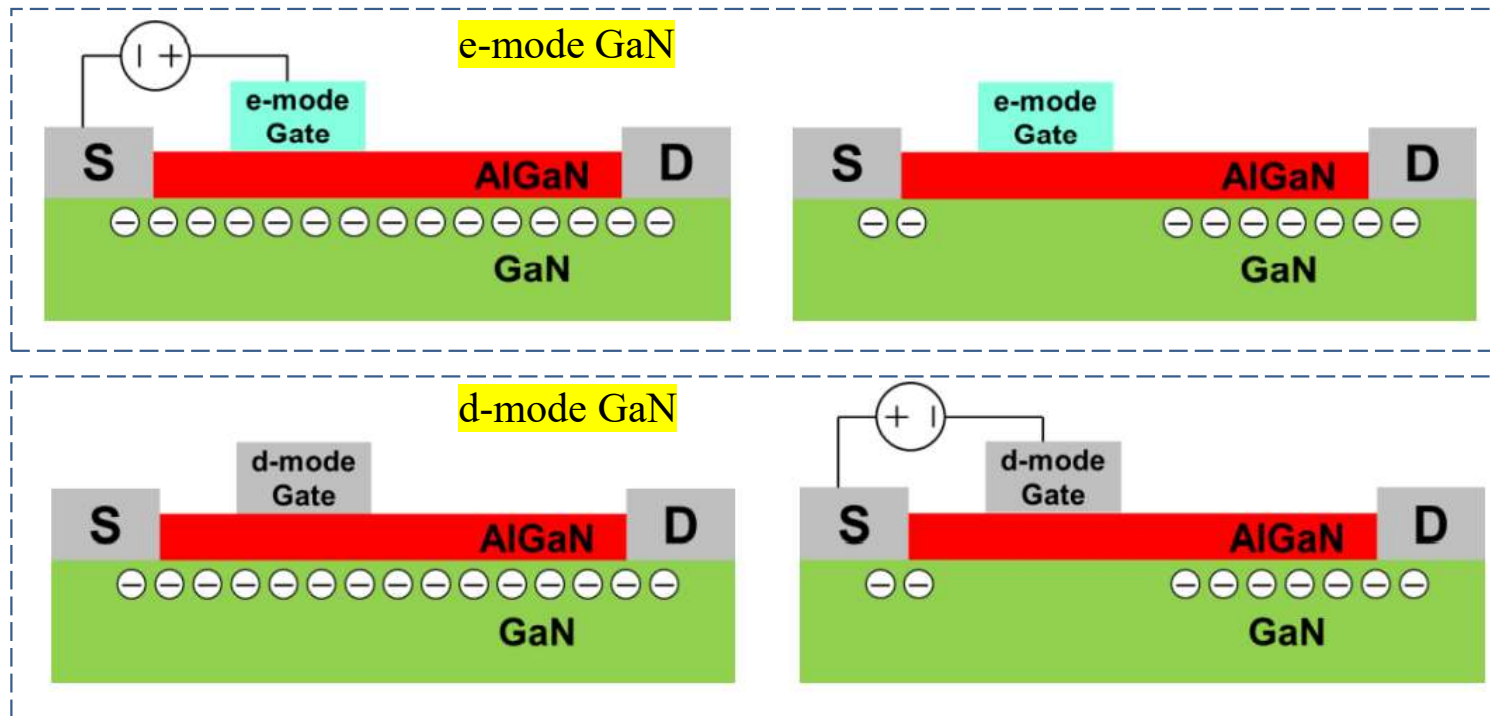 e-mode GaN
e-mode
Gate
S
AlGaN
D
GaN
e-mode
Gate
S
AlGaN
D
GaN
d-mode GaN
d-mode
Gate
S
AlGaN
D
GaN
d-mode
Gate
S
AlGaN
D
GaN